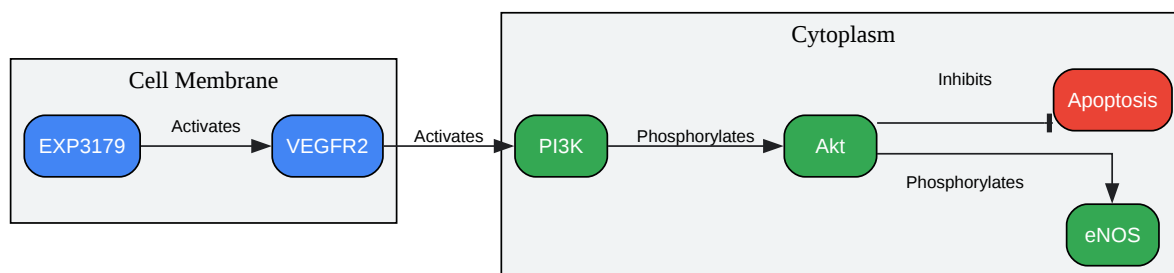 Cytoplasm
Cell Membrane
Inhibits
Apoptosis
EXP3179
Activates
VEGFR2
Activates
PI3K
Phosphorylates
Akt
Phosphorylates
eNOS